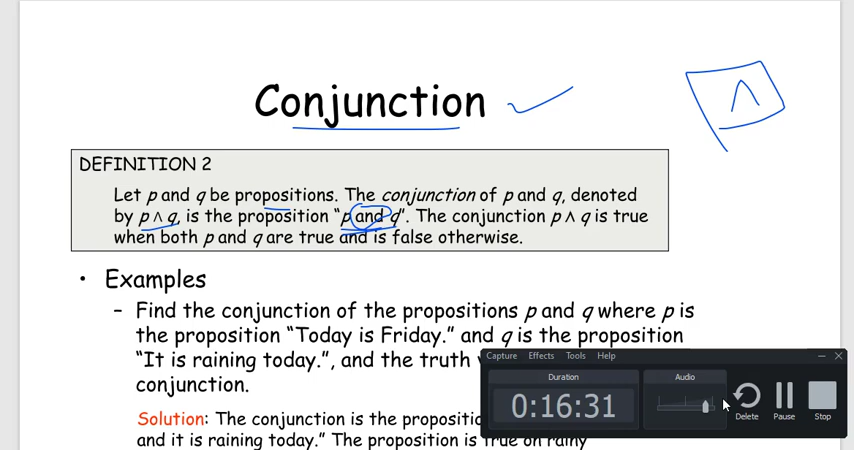 Conjunction
∧
DEFINITION 2
Let p and q be propositions. The conjunction of p and q, denoted
by p ∧ q, is the proposition “p and q”. The conjunction p ∧ q is true
when both p and q are true and is false otherwise.
• Examples
– Find the conjunction of the propositions p and q where p is
the proposition “Today is Friday.” and q is the proposition
“It is raining today.”, and the truth
conjunction.
Solution: The conjunction is the
and it is raining today.” The proposition is true on rainy
Capture Effects Tools Help
Duration Audio
0:16:31
Delete Pause Stop